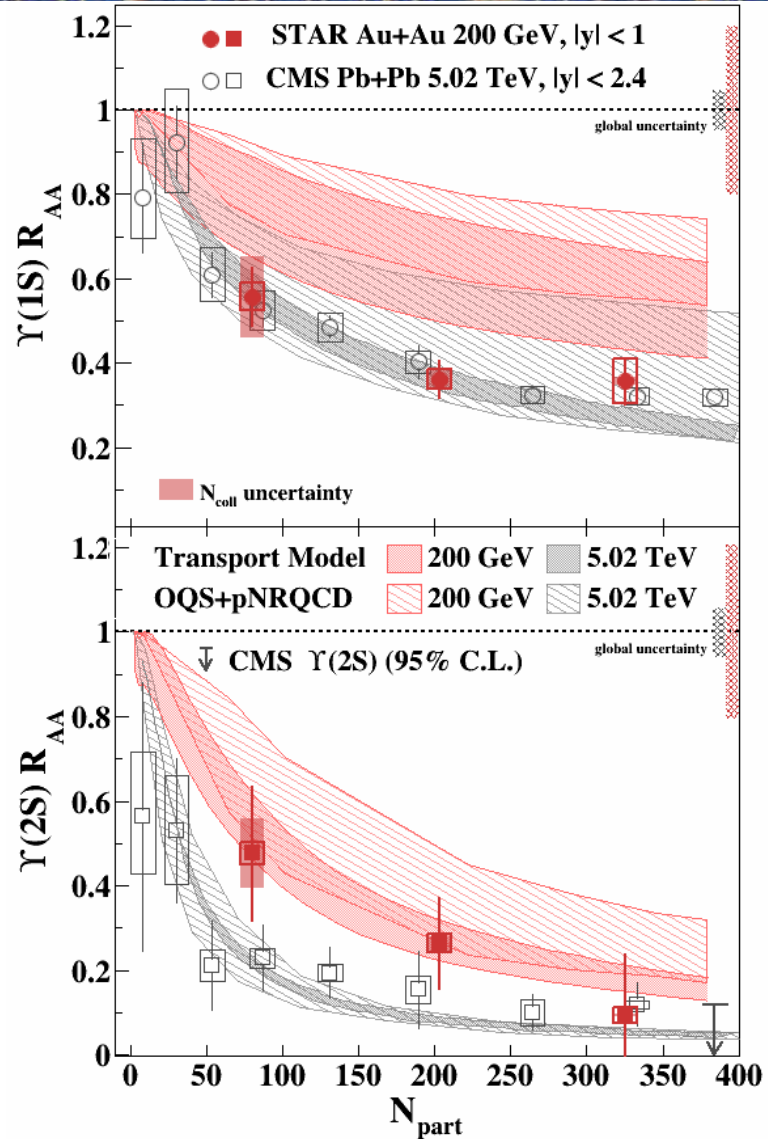 1.2
STAR Au+Au 200 GeV, |y| < 1
CMS Pb+Pb 5.02 TeV, |y| < 2.4
1
global uncertainty
0.8
ϒ(1S) R_AA
0.6
0.4
0.2
N_coll uncertainty
1.2
Transport Model 200 GeV 5.02 TeV
OQS+pNRQCD 200 GeV 5.02 TeV
1
global uncertainty
CMS ϒ(2S) (95% C.L.)
0.8
ϒ(2S) R_AA
0.6
0.4
0.2
0
0 50 100 150 200 250 300 350 400
N_part